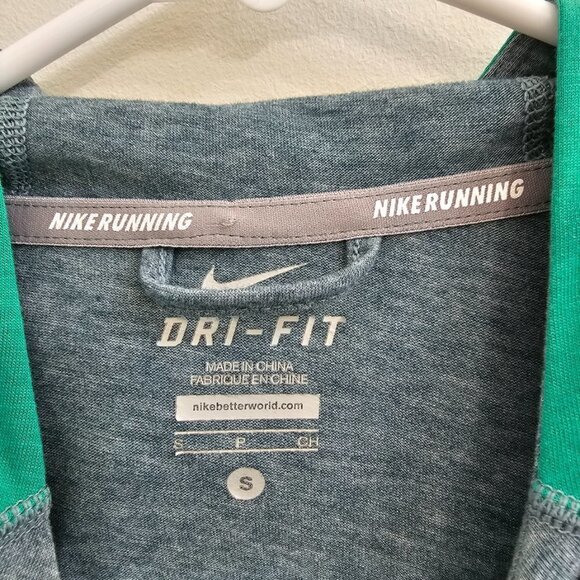 NIKE RUNNING NIKE RUNNING
DRI-FIT
MADE IN CHINA
FABRIQUE EN CHINE
nikebetterworld.com
S P CH
S